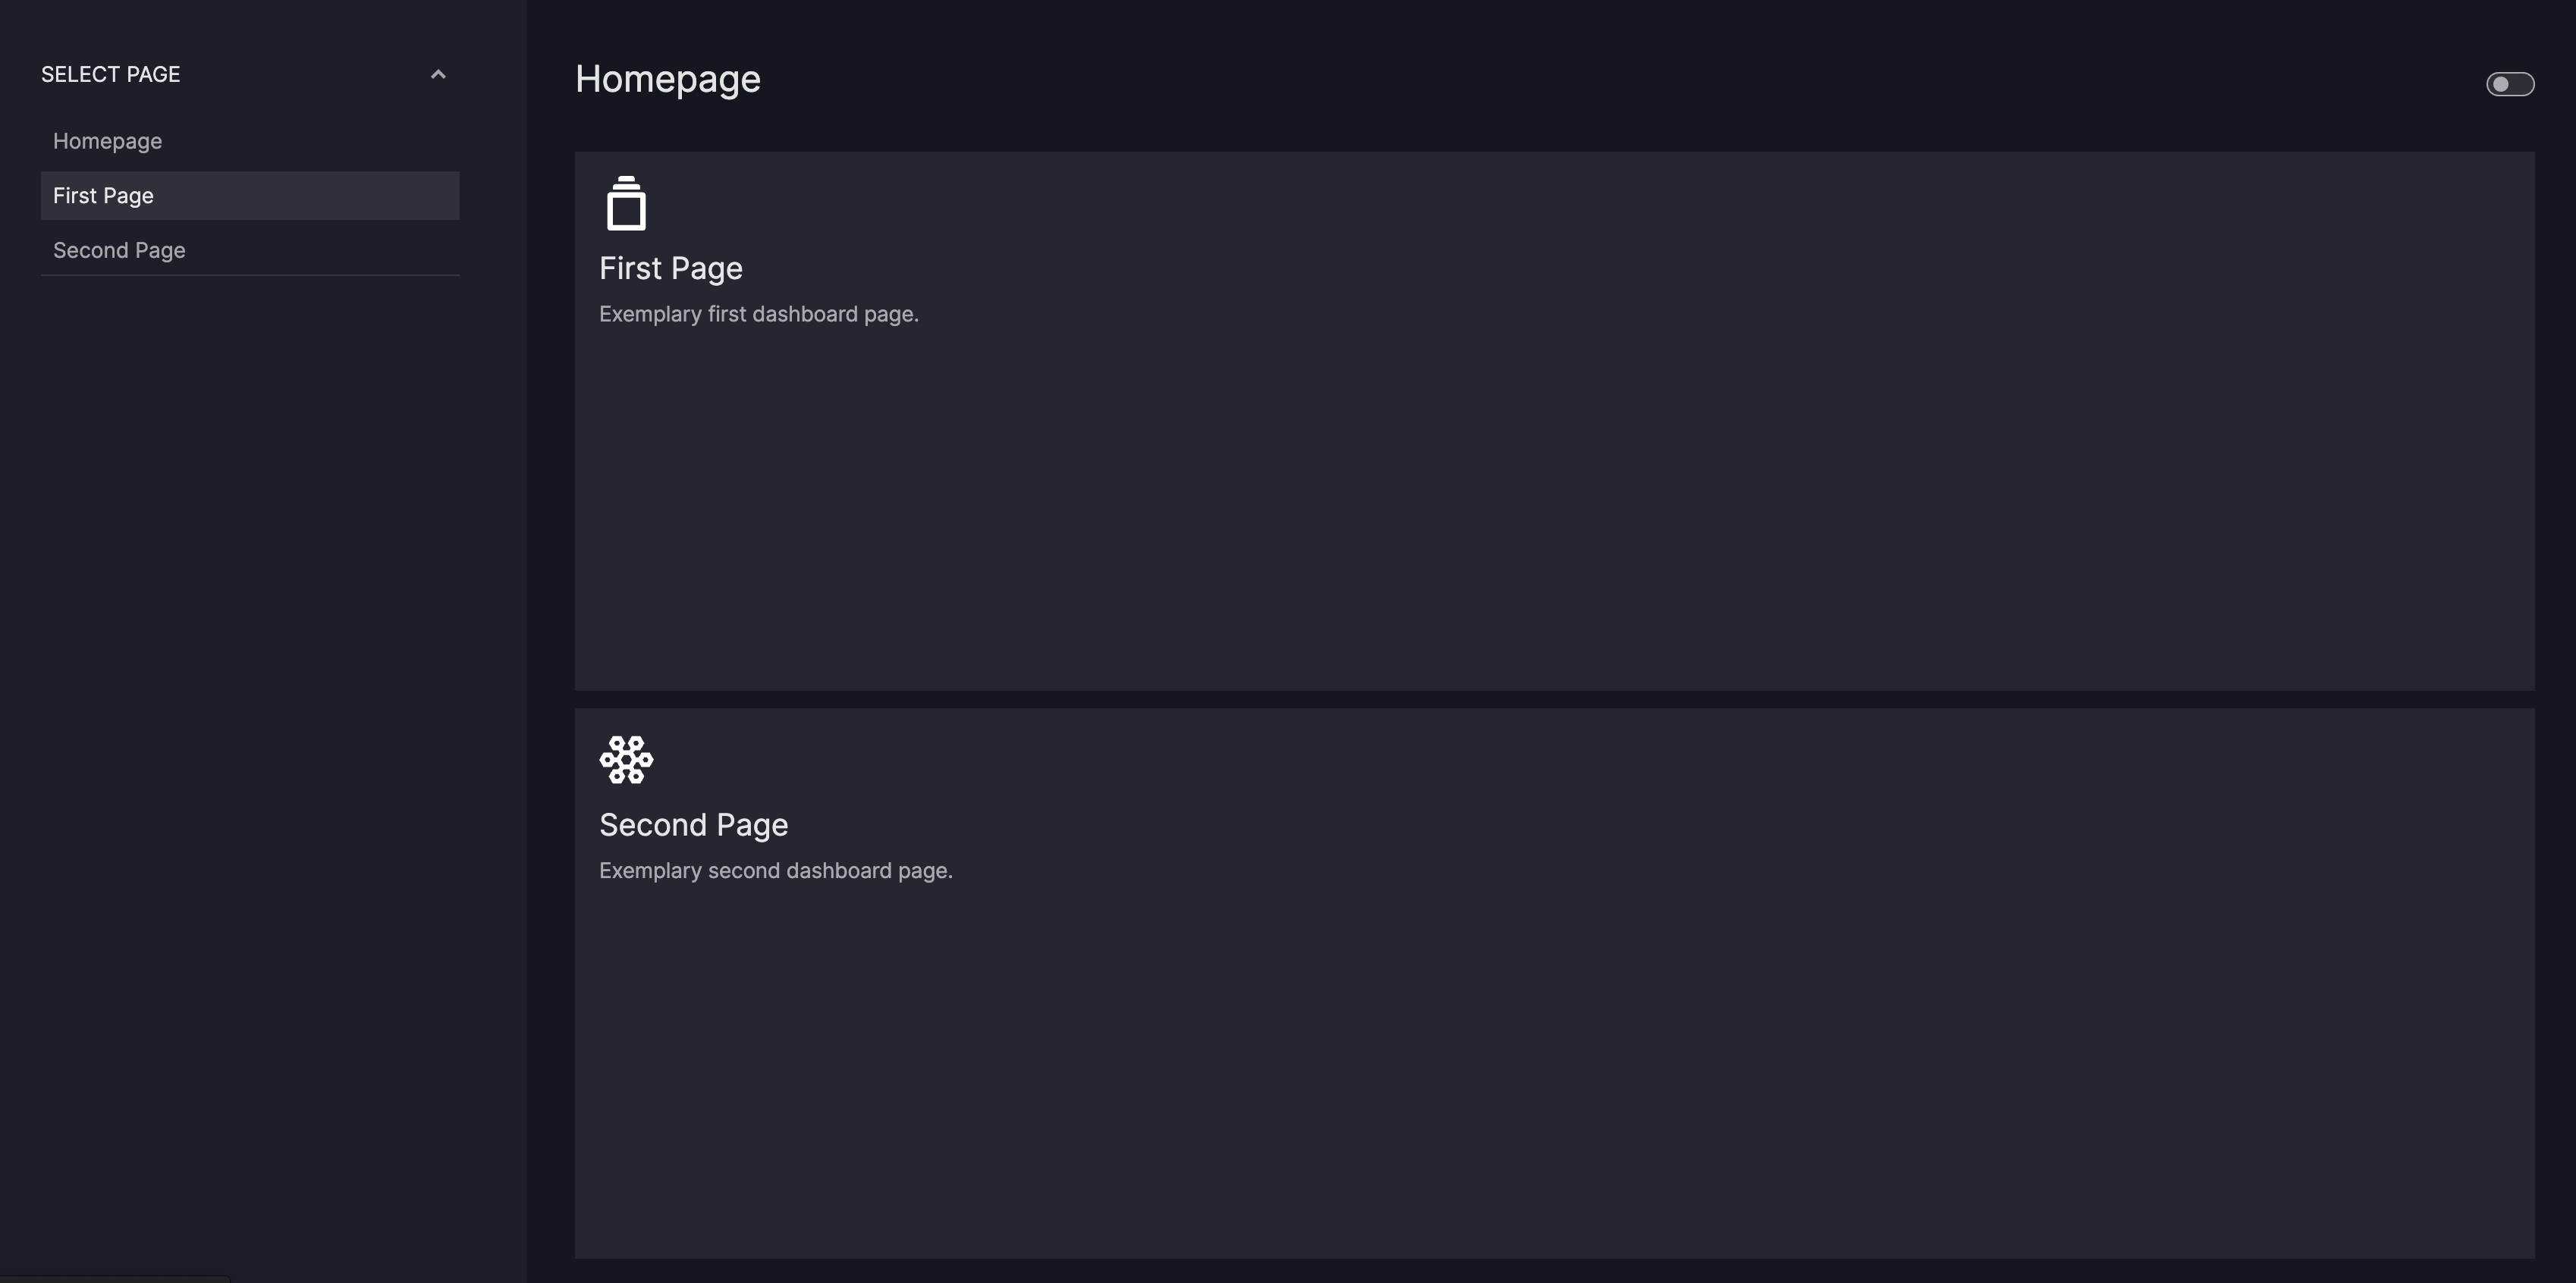 SELECT PAGE
Homepage
First Page
Second Page
Homepage
First Page
Exemplary first dashboard page.
Second Page
Exemplary second dashboard page.